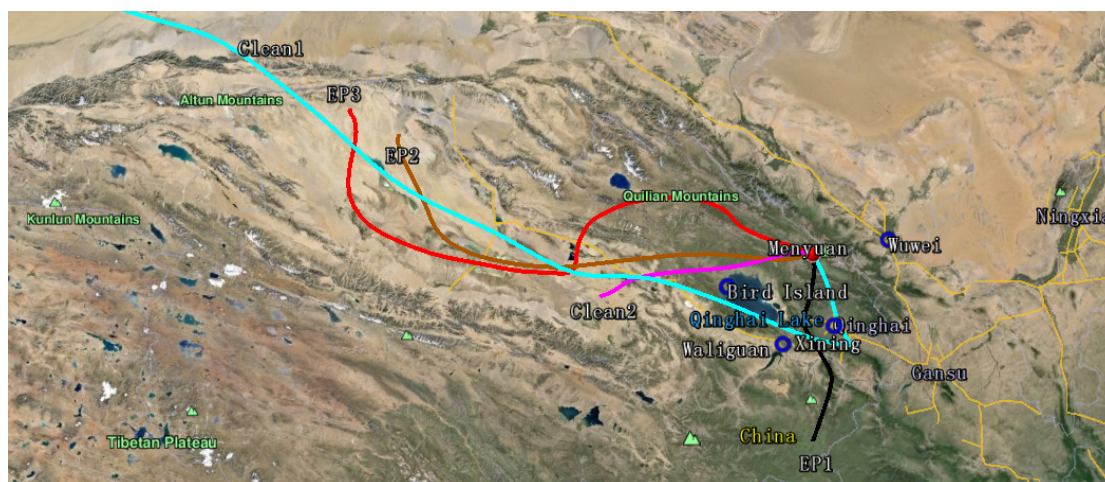 Clean1
EP3
Altun Mountains
EP2
Quilian Mountains
Kunlun Mountains
Ningxia
Menyuan
Wuwei
Bird Island
Clean2
Qinghai Lake
Qinghai
Waliguan
Xining
Gansu
China
Tibetan Plateau
EP1